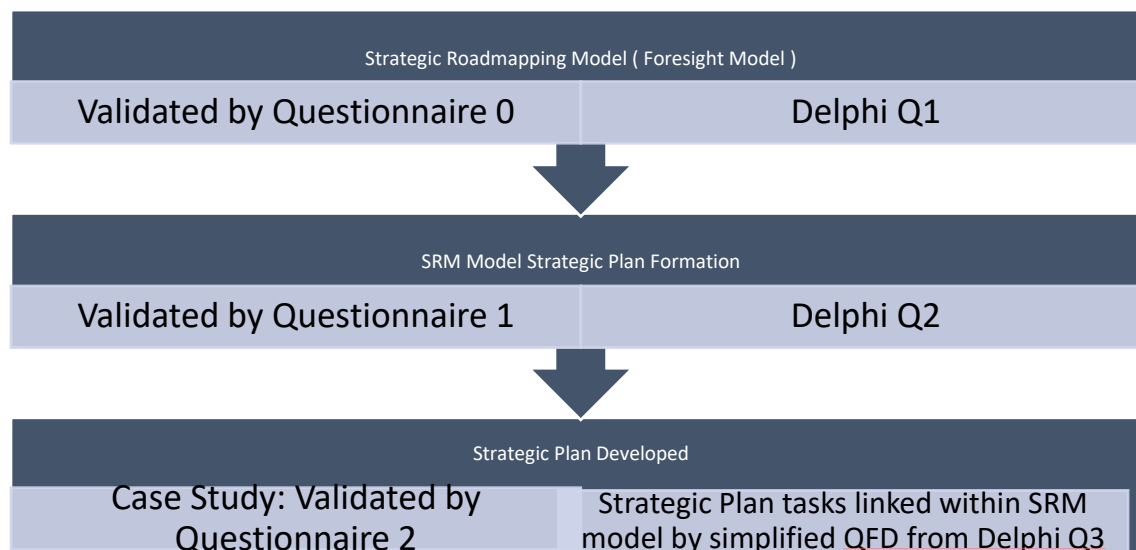 Strategic Roadmapping Model ( Foresight Model )
Validated by Questionnaire 0
Delphi Q1
SRM Model Strategic Plan Formation
Validated by Questionnaire 1
Delphi Q2
Strategic Plan Developed
Case Study: Validated by
Questionnaire 2
Strategic Plan tasks linked within SRM
model by simplified QFD from Delphi Q3